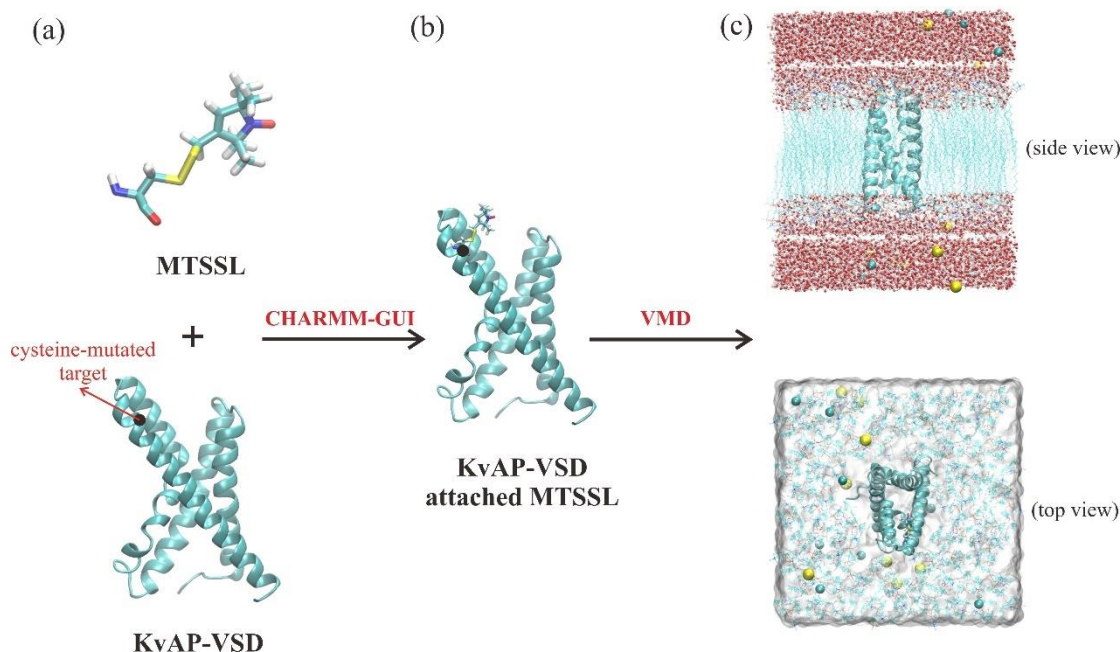 (a)
MTSSL
+
cysteine-mutated
target
KvAP-VSD
CHARMM-GUI
(b)
KvAP-VSD
attached MTSSL
VMD
(c)
(side view)
(top view)